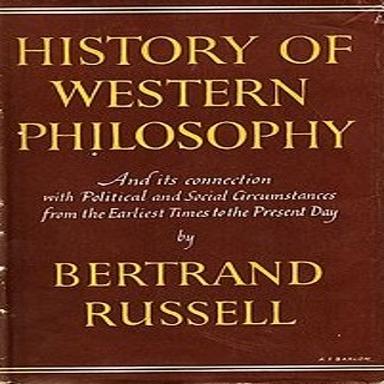 HISTORY OF
WESTERN
PHILOSOPHY
And its connection
with Political and Social Circumstances
from the Earliest Times to the Present Day
by
BERTRAND
RUSSELL